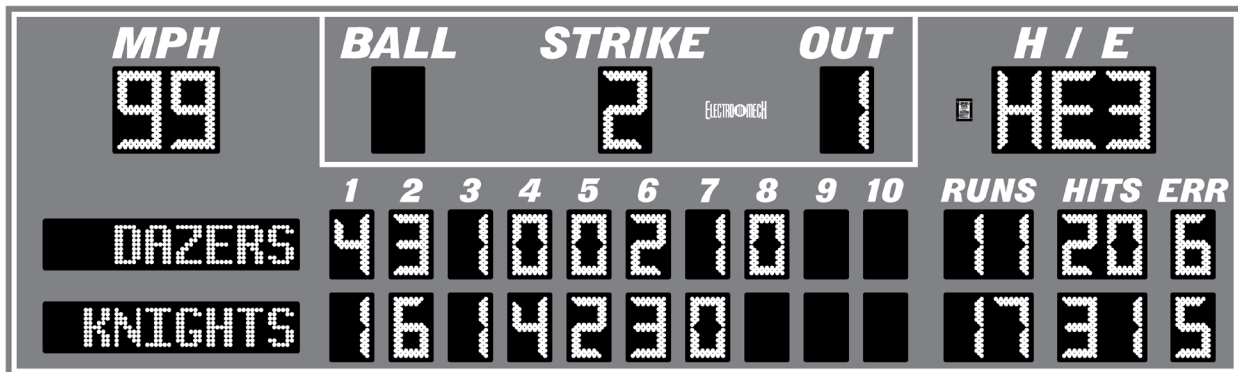 MPH BALL STRIKE OUT H / E
99 2 ELECTRO MECH 1 HE3
1 2 3 4 5 6 7 8 9 10 RUNS HITS ERR
DAZERS 4 3 1 0 0 2 1 0 11 20 6
KNIGHTS 1 6 1 4 2 3 0 17 31 5